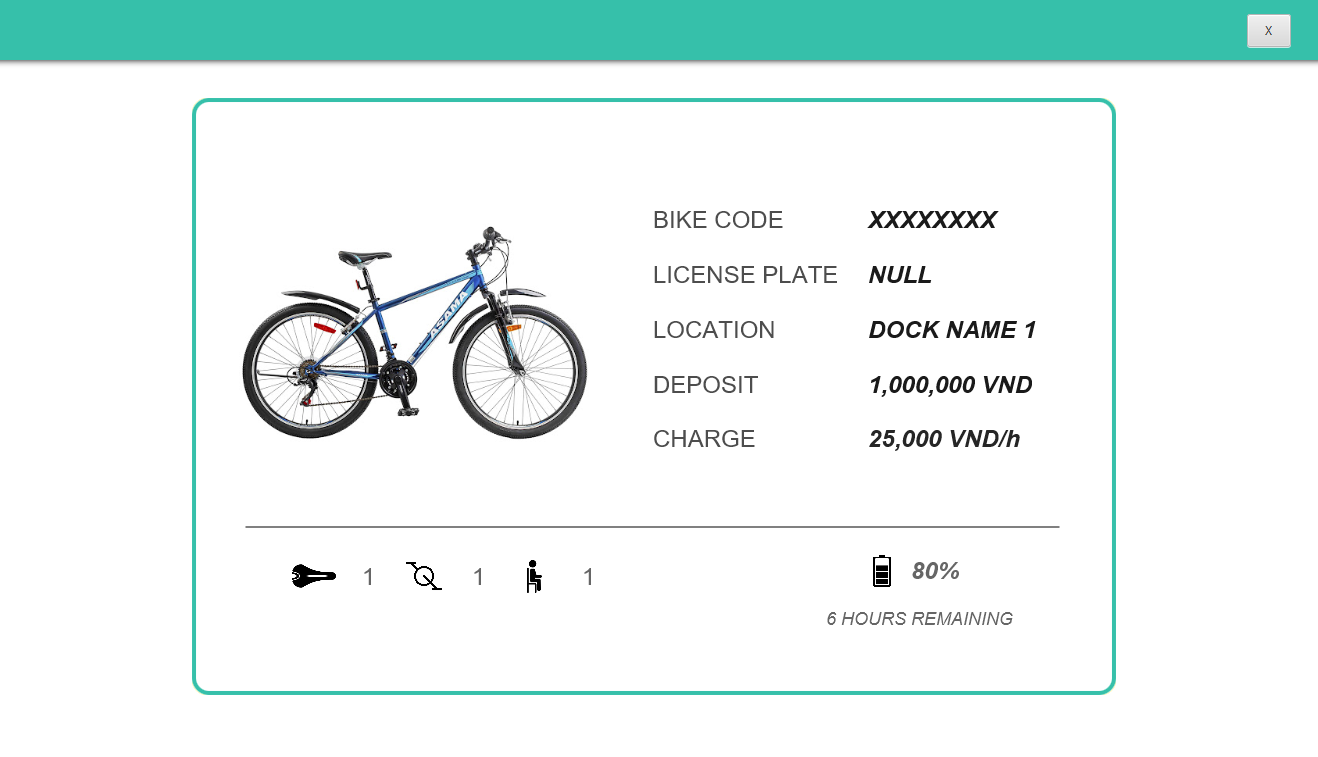 X
BIKE CODE XXXXXXXX
LICENSE PLATE NULL
LOCATION DOCK NAME 1
DEPOSIT 1,000,000 VND
CHARGE 25,000 VND/h
ASAMA
1 1 1 80%
6 HOURS REMAINING